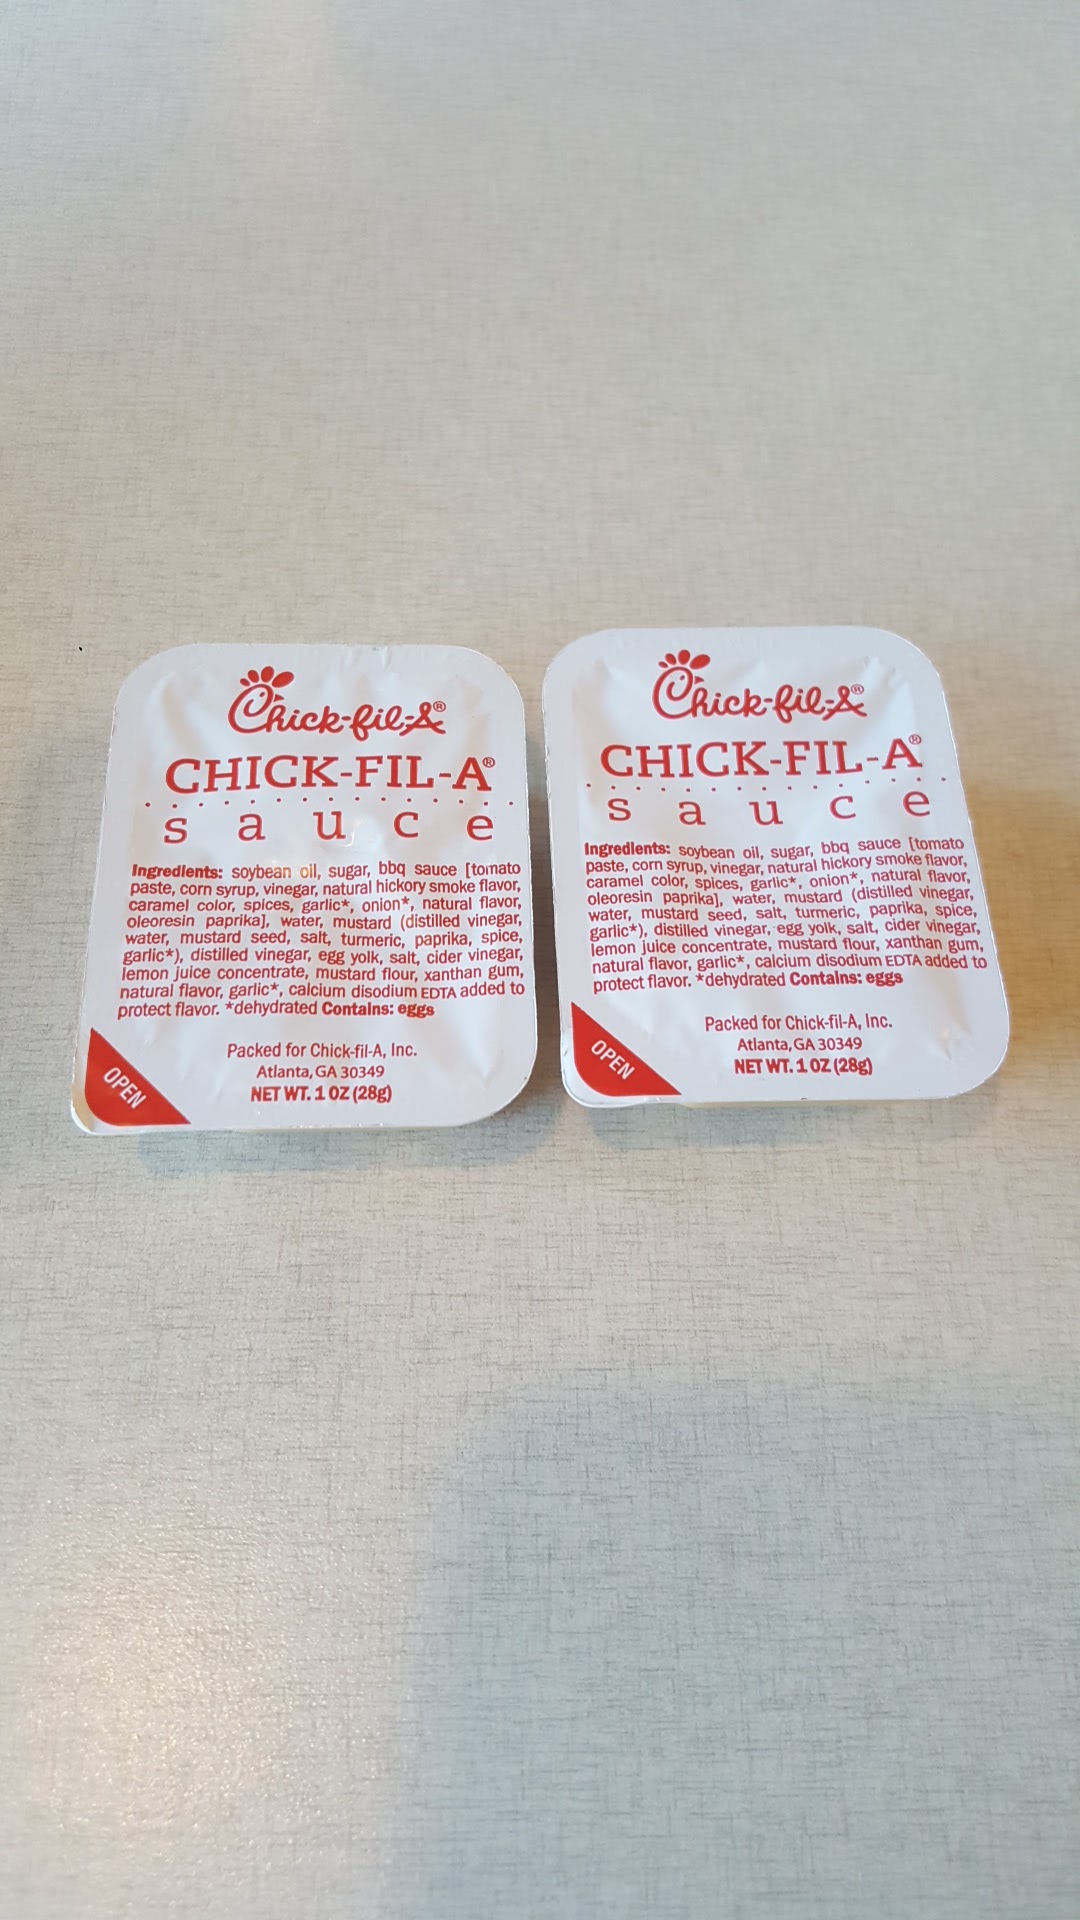 Chick-fil-A®
CHICK-FIL-A®
sauce
Ingredients: soybean oil, sugar, bbq sauce [tomato
paste, corn syrup, vinegar, natural hickory smoke flavor,
caramel color, spices, garlic*, onion*, natural flavor,
oleoresin paprika], water, mustard (distilled vinegar,
water, mustard seed, salt, turmeric, paprika, spice,
garlic*), distilled vinegar, egg yolk, salt, cider vinegar,
lemon juice concentrate, mustard flour, xanthan gum,
natural flavor, garlic*, calcium disodium EDTA added to
protect flavor. *dehydrated Contains: eggs
Packed for Chick-fil-A, Inc.
Atlanta, GA 30349
NET WT. 1 OZ (28g)
OPEN
Chick-fil-A®
CHICK-FIL-A®
sauce
Ingredients: soybean oil, sugar, bbq sauce [tomato
paste, corn syrup, vinegar, natural hickory smoke flavor,
caramel color, spices, garlic*, onion*, natural flavor,
oleoresin paprika], water, mustard (distilled vinegar,
water, mustard seed, salt, turmeric, paprika, spice,
garlic*), distilled vinegar, egg yolk, salt, cider vinegar,
lemon juice concentrate, mustard flour, xanthan gum,
natural flavor, garlic*, calcium disodium EDTA added to
protect flavor. *dehydrated Contains: eggs
Packed for Chick-fil-A, Inc.
Atlanta, GA 30349
NET WT. 1 OZ (28g)
OPEN